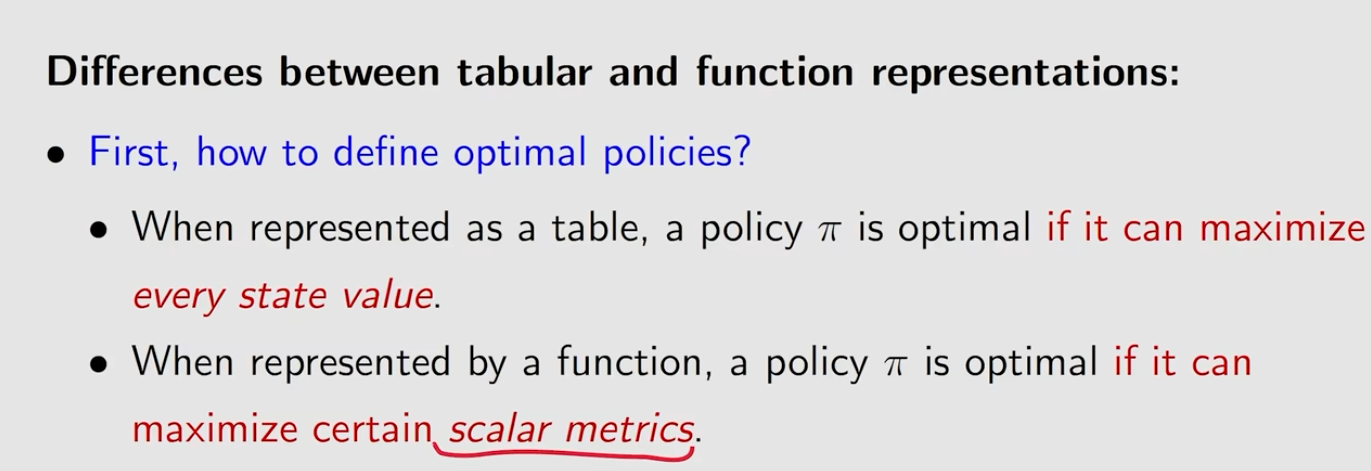 Differences between tabular and function representations:
• First, how to define optimal policies?
• When represented as a table, a policy π is optimal if it can maximize
every state value.
• When represented by a function, a policy π is optimal if it can
maximize certain scalar metrics.